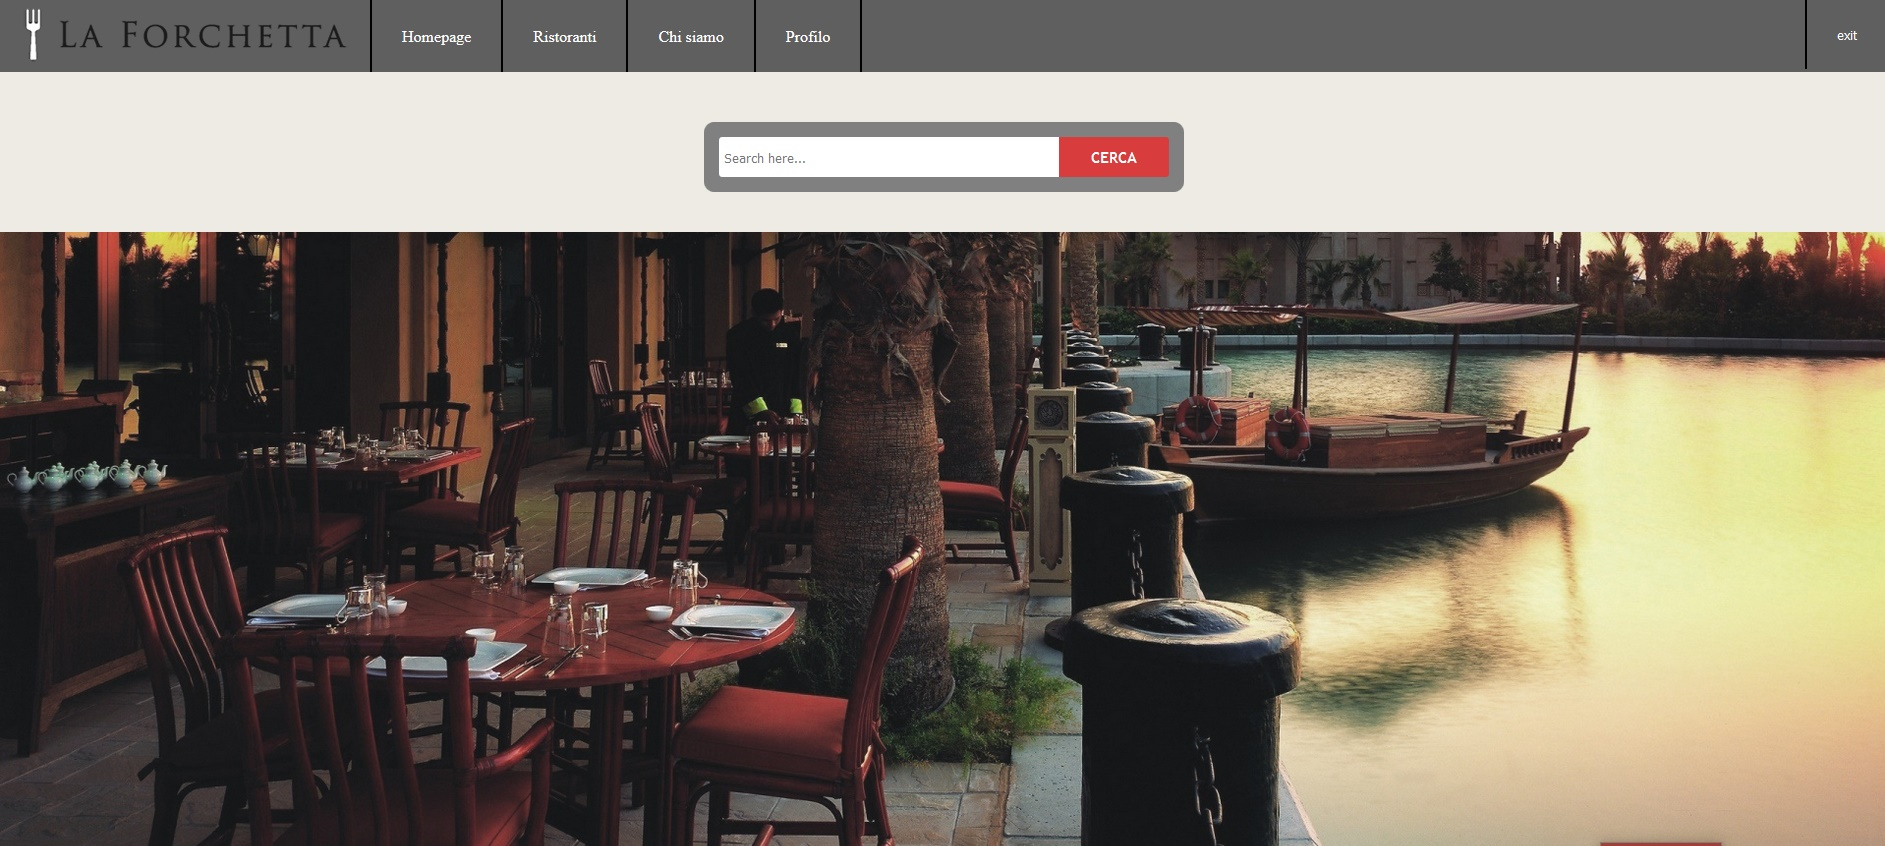 LA FORCHETTA
Homepage
Ristoranti
Chi siamo
Profilo
exit
Search here...
CERCA